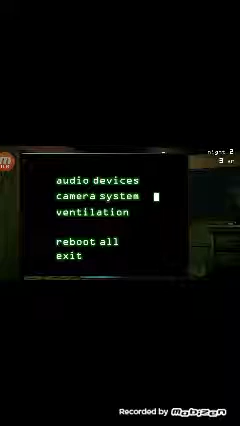 night 2
3 am
audio devices
camera system
ventilation
reboot all
exit
Recorded by mobizen